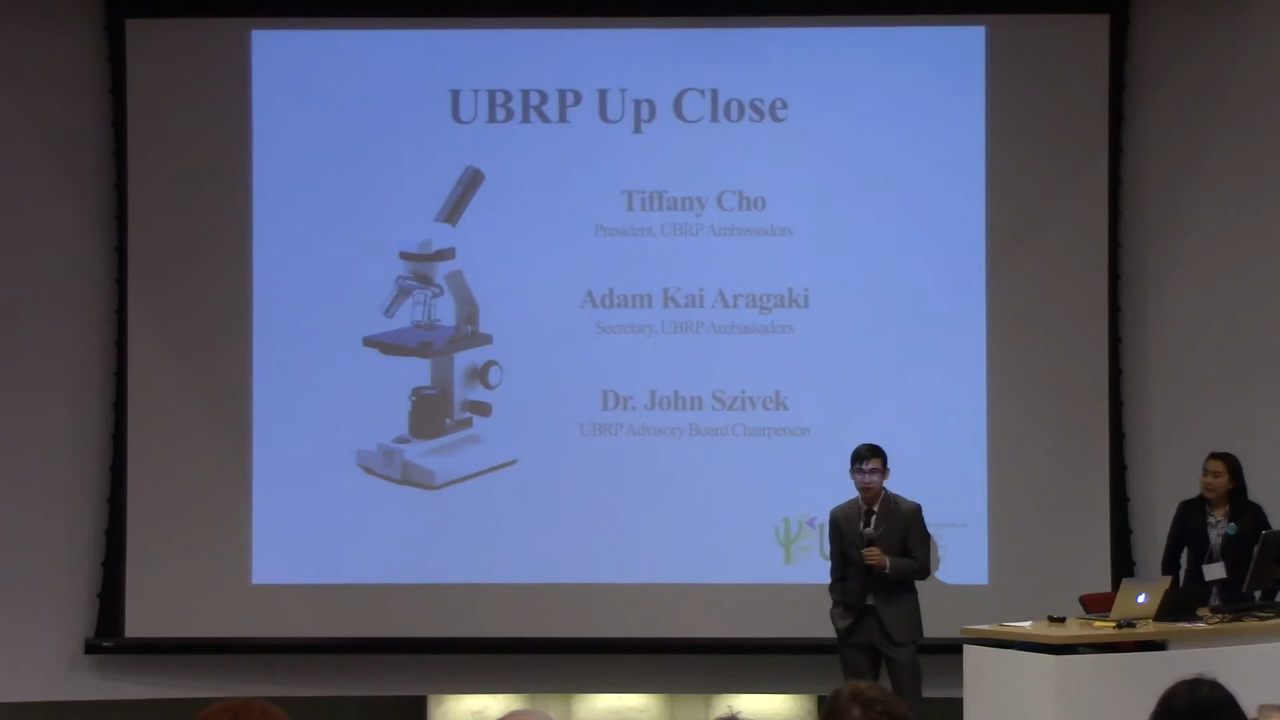 UBRP Up Close
Tiffany Cho
President, UBRP Ambassadors
Adam Kai Aragaki
Secretary, UBRP Ambassadors
Dr. John Szivek
UBRP Advisory Board Chairperson